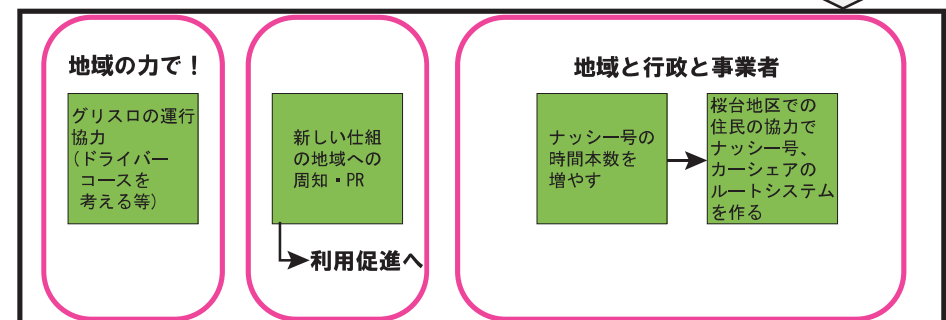 地域の力で！
グリスロの運行
協力
（ドライバー
コースを
考える等）
新しい仕組
の地域への
周知・PR
利用促進へ
地域と行政と事業者
ナッシー号の
時間本数を
増やす
桜台地区での
住民の協力で
ナッシー号、
カーシェアの
ルートシステム
を作る